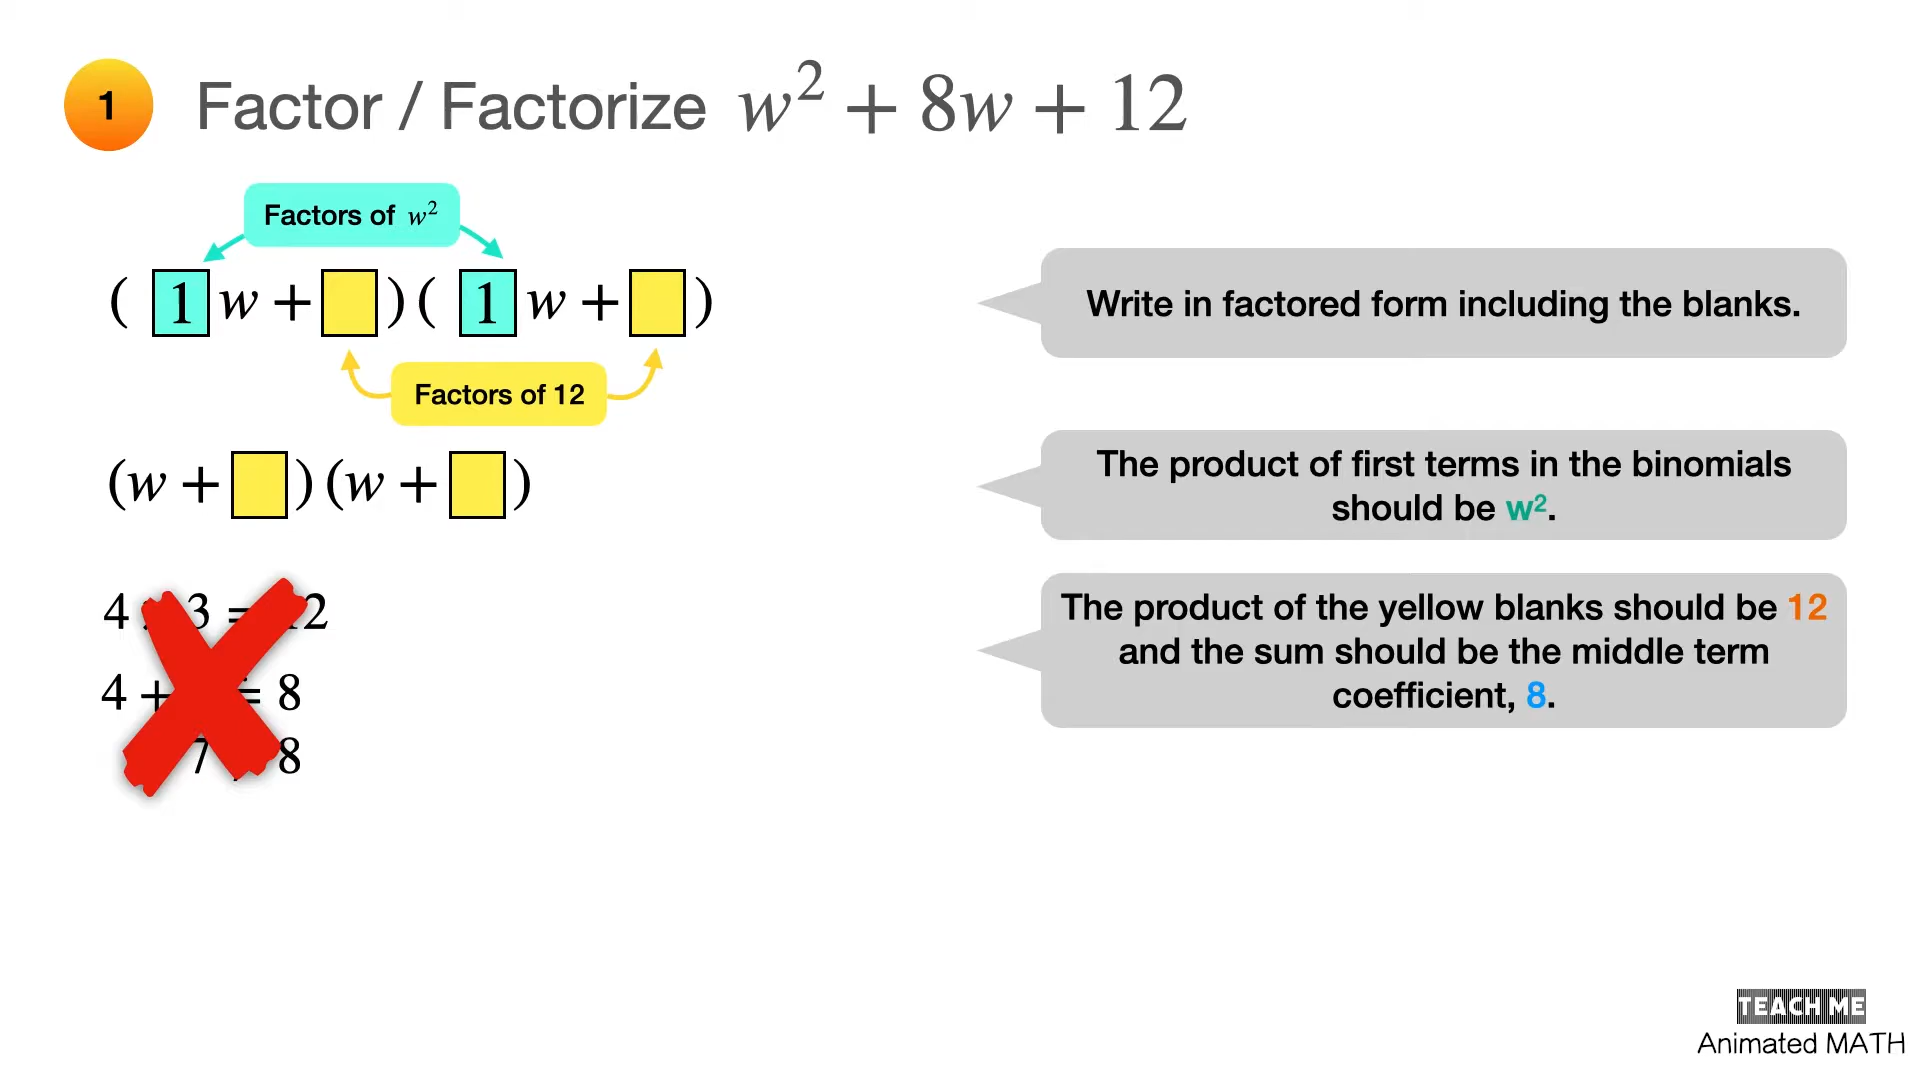 1 Factor / Factorize w² + 8w + 12
Factors of w²
( 1 w + ) ( 1 w + )
Write in factored form including the blanks.
Factors of 12
(w + ) (w + )
The product of first terms in the binomials
should be w².
4 3 = 12
4 + = 8
7 8
The product of the yellow blanks should be 12
and the sum should be the middle term
coefficient, 8.
TEACH ME
Animated MATH